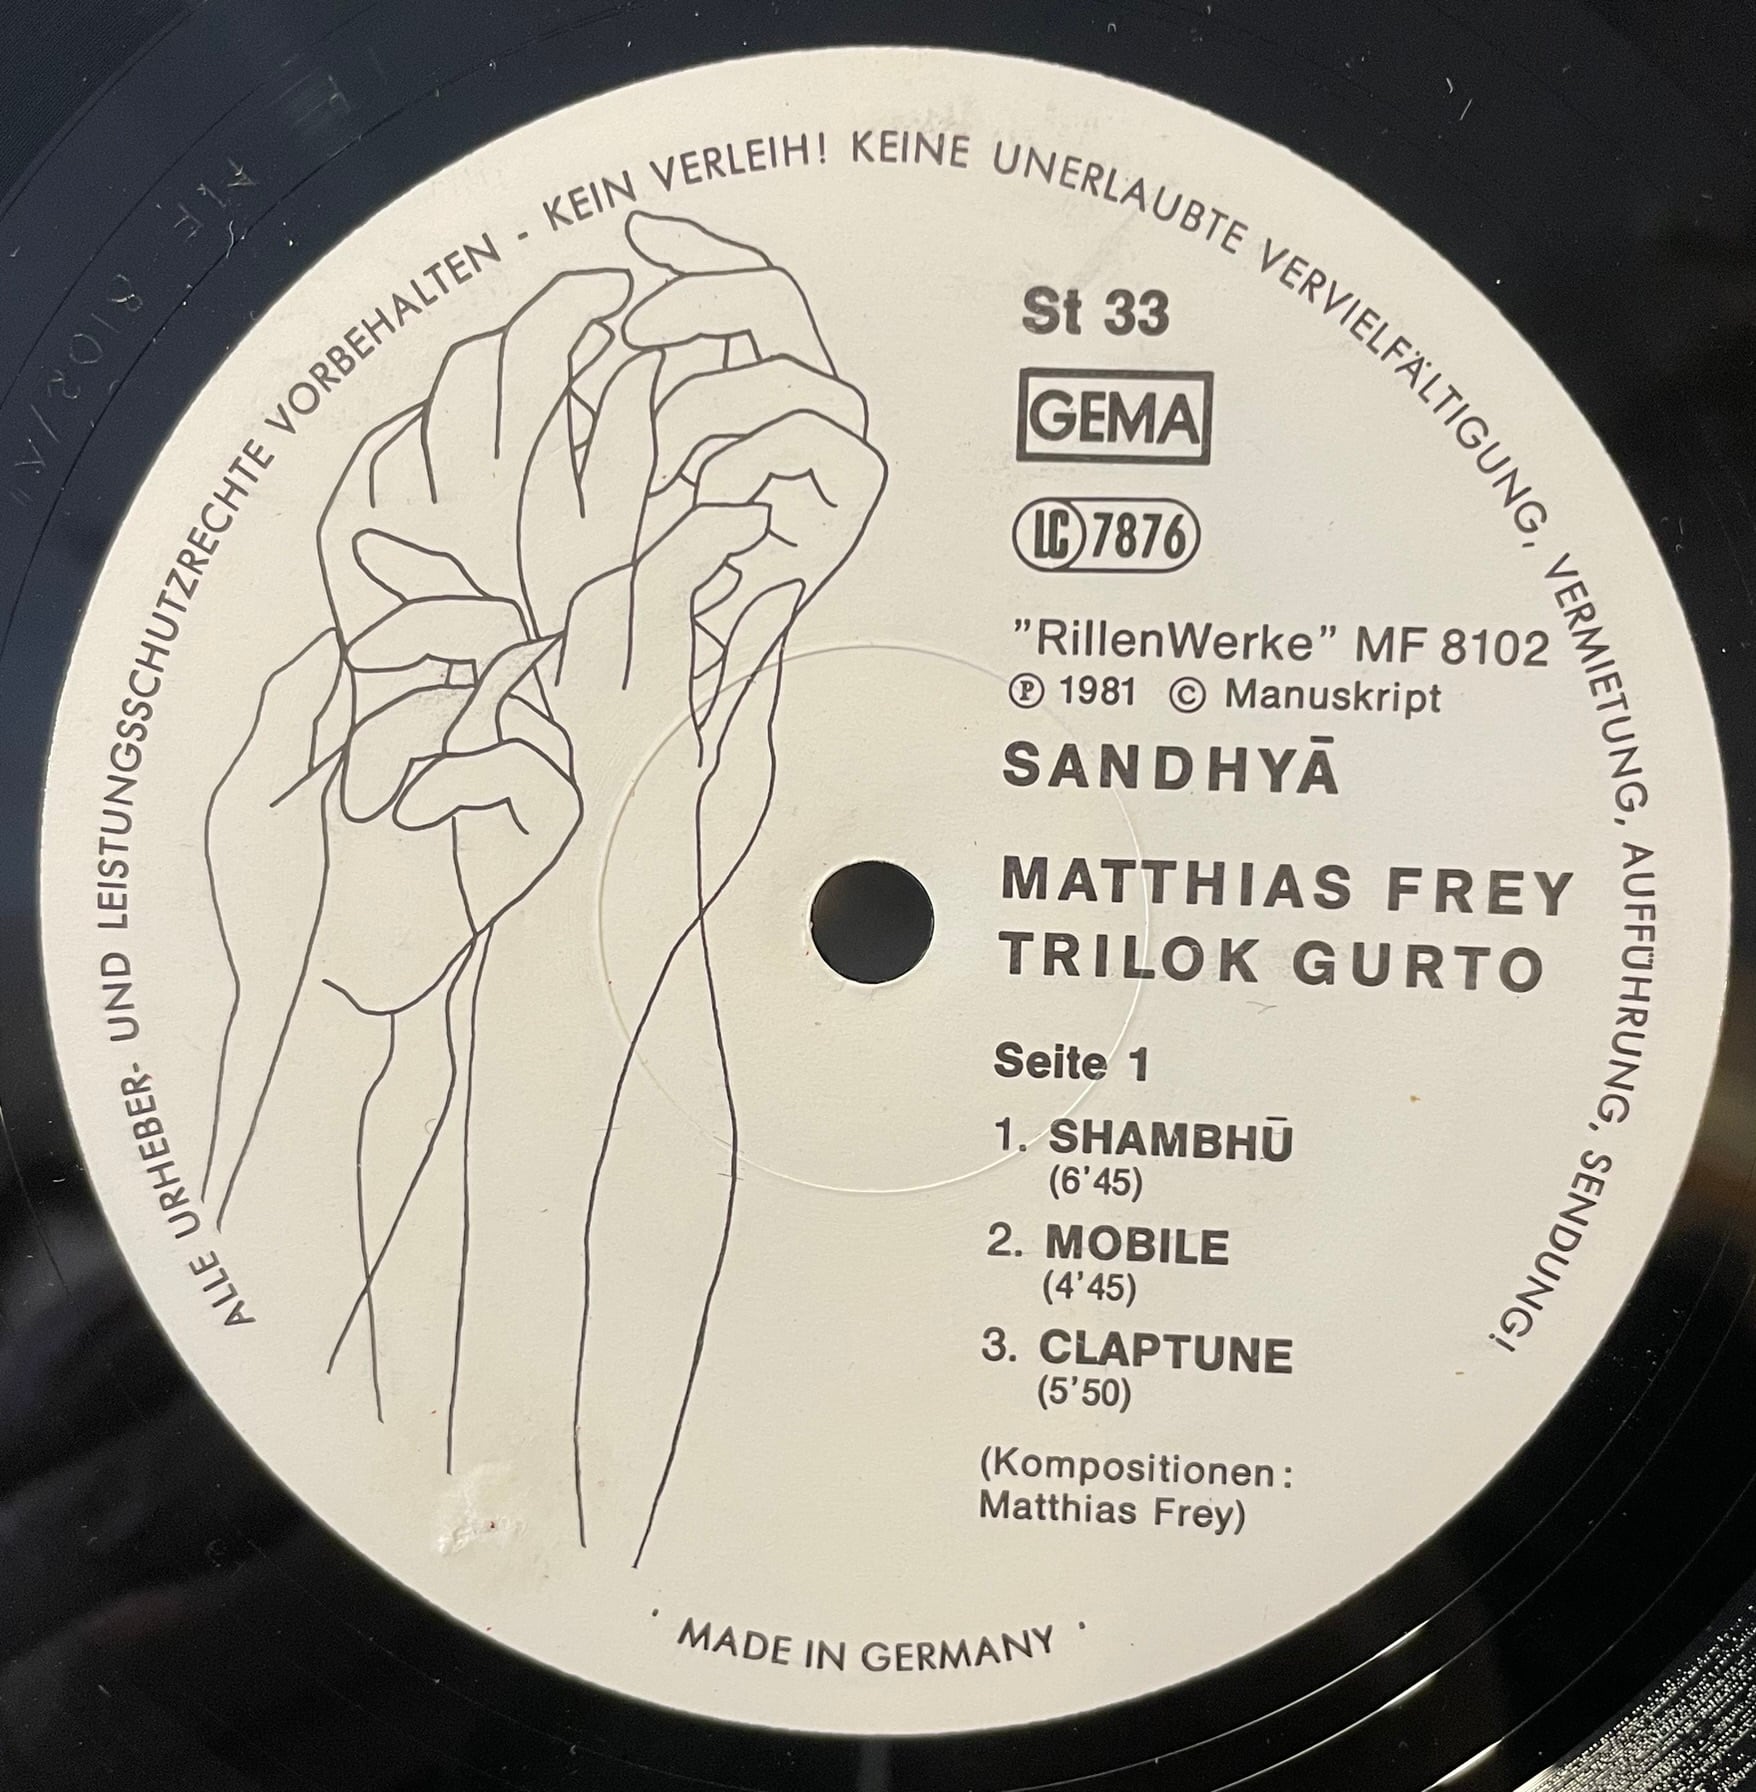 ALLE URHEBER- UND LEISTUNGSSCHUTZRECHTE VORBEHALTEN - KEIN VERLEIH! KEINE UNERLAUBTE VERVIELFÄLTIGUNG, VERMIETUNG, AUFFÜHRUNG, SENDUNG!
St 33
GEMA
LC 7876
”RillenWerke” MF 8102
Ⓟ 1981 © Manuskript
SANDHYĀ
MATTHIAS FREY
TRILOK GURTO
Seite 1
1. SHAMBHŪ
(6'45)
2. MOBILE
(4'45)
3. CLAPTUNE
(5'50)
(Kompositionen:
Matthias Frey)
· MADE IN GERMANY ·